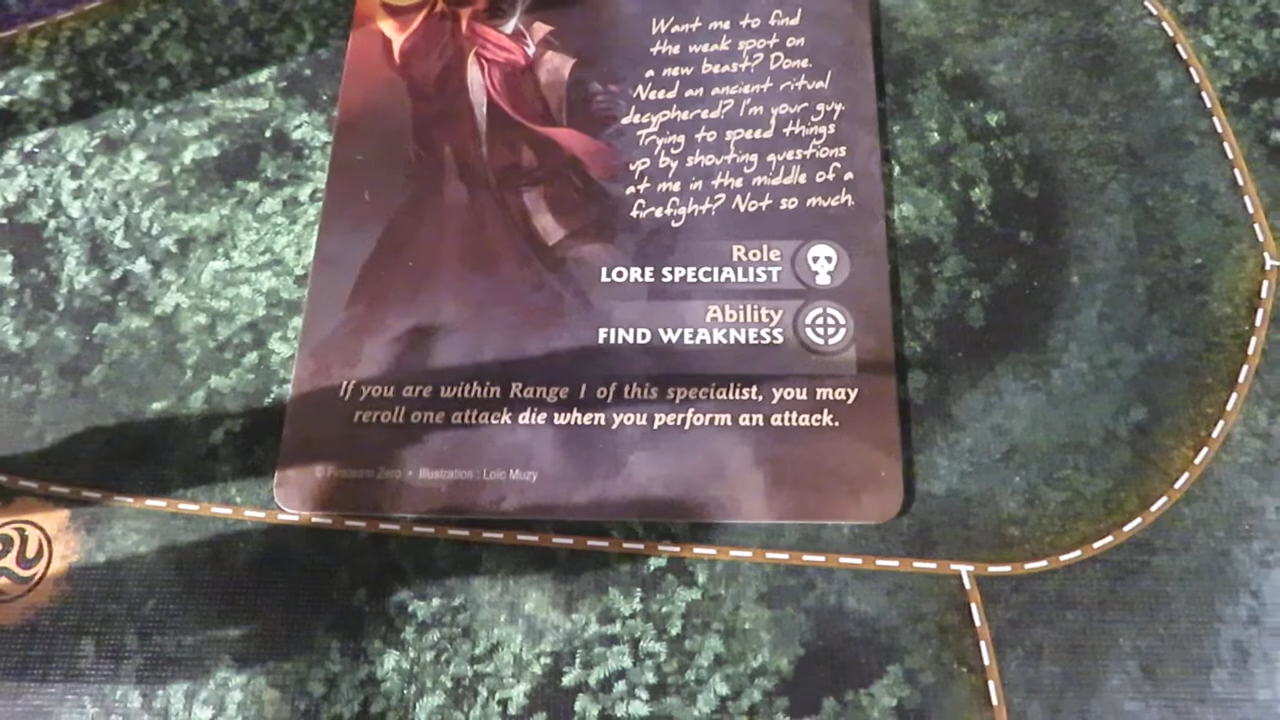 Want me to find
the weak spot on
a new beast? Done.
Need an ancient ritual
decyphered? I'm your guy.
Trying to speed things
up by shouting questions
at me in the middle of a
firefight? Not so much.
Role
LORE SPECIALIST
Ability
FIND WEAKNESS
If you are within Range 1 of this specialist, you may
reroll one attack die when you perform an attack.
© Fireteam Zero • Illustration : Loïc Muzy